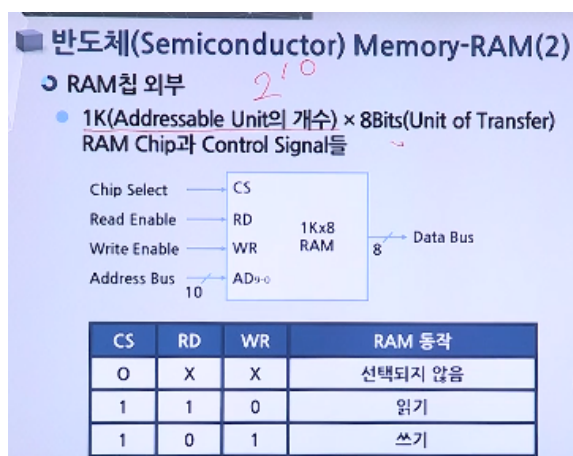 반도체(Semiconductor) Memory-RAM(2)
RAM칩 외부
2¹⁰
1K(Addressable Unit의 개수) × 8Bits(Unit of Transfer)
RAM Chip과 Control Signal들
Chip Select CS
Read Enable RD
Write Enable WR
Address Bus 10 AD9-0
1Kx8
RAM
8 Data Bus
CS RD WR RAM 동작
0 X X 선택되지 않음
1 1 0 읽기
1 0 1 쓰기